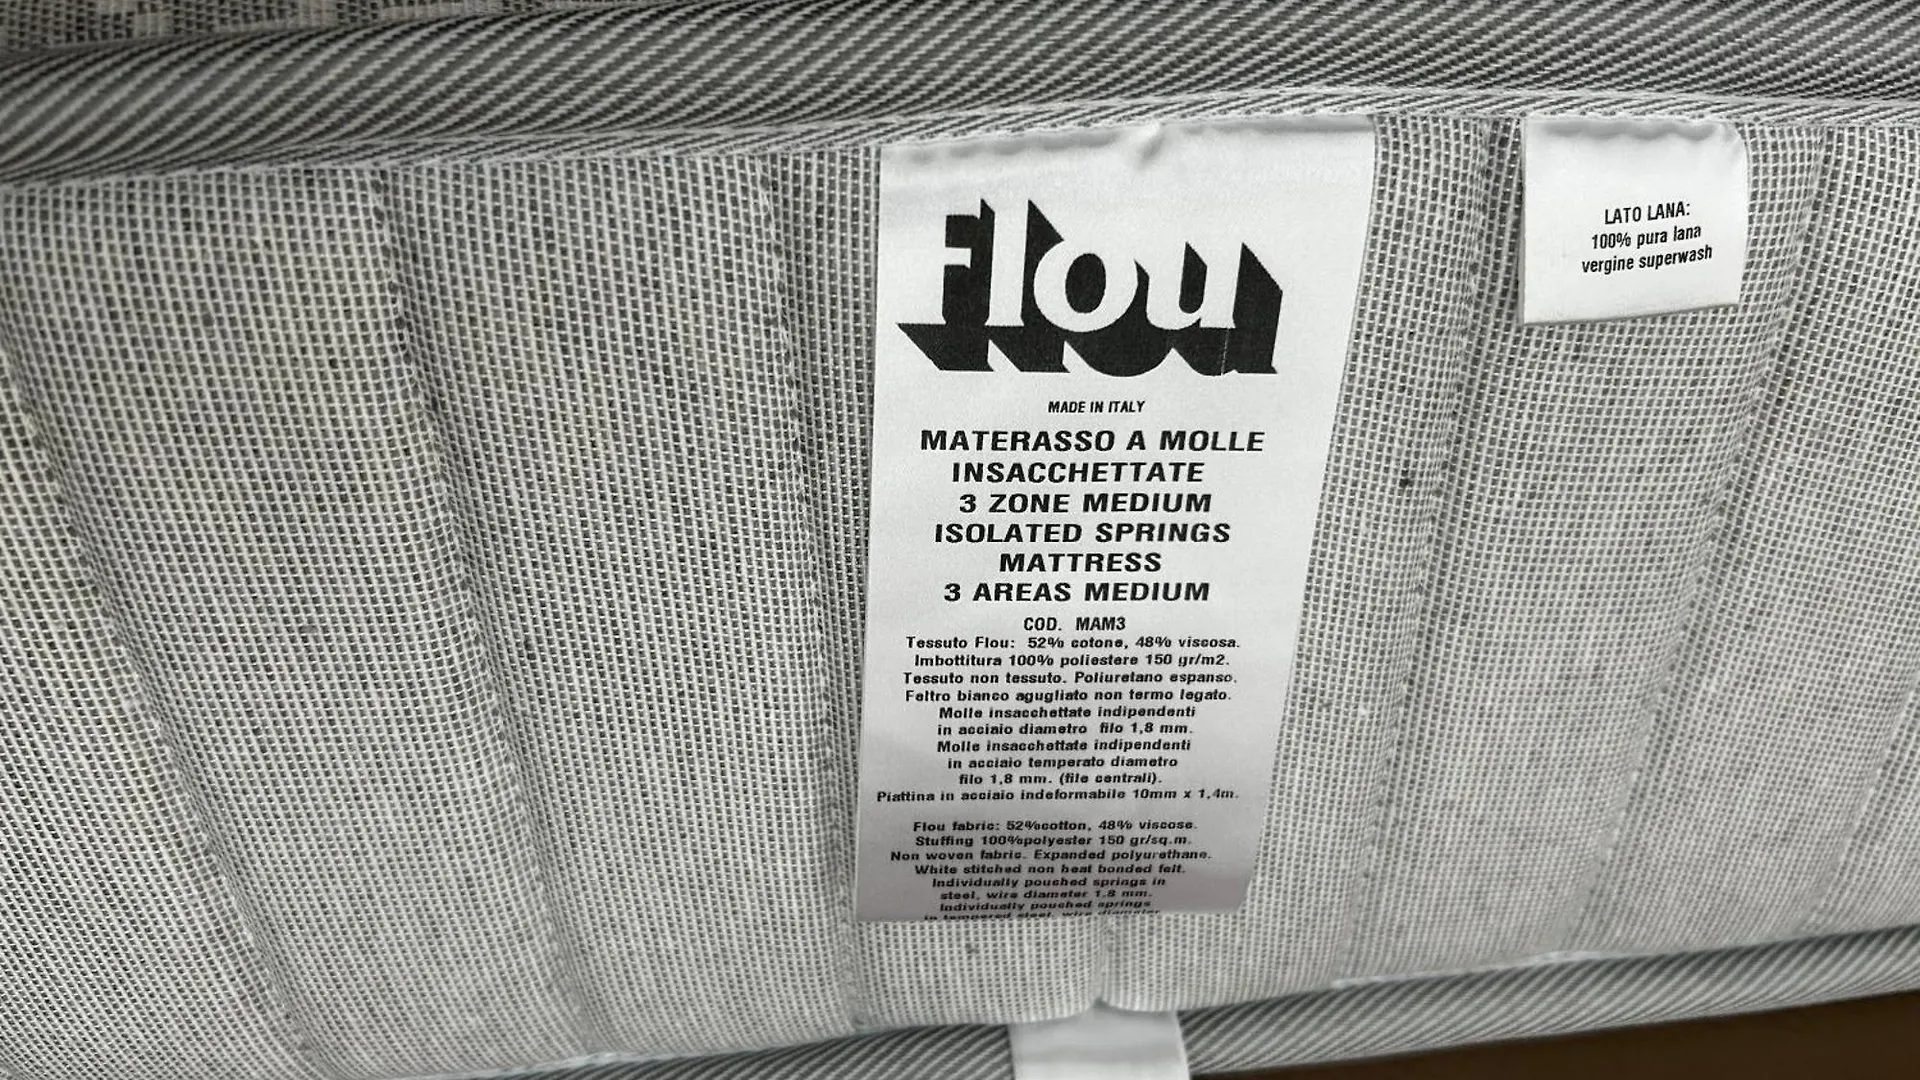 flou
MADE IN ITALY
MATERASSO A MOLLE
INSACCHETTATE
3 ZONE MEDIUM
ISOLATED SPRINGS
MATTRESS
3 AREAS MEDIUM
COD. MAM3
Tessuto Flou: 52% cotone, 48% viscosa.
Imbottitura 100% poliestere 150 gr/m2.
Tessuto non tessuto. Poliuretano espanso.
Feltro bianco agugliato non termo legato.
Molle insacchettate indipendenti
in acciaio diametro filo 1,8 mm.
Molle insacchettate indipendenti
in acciaio temperato diametro
filo 1,8 mm. (file centrali).
Piattina in acciaio indeformabile 10mm x 1,4m.
Flou fabric: 52%cotton, 48% viscose.
Stuffing 100%polyester 150 gr/sq.m.
Non woven fabric. Expanded polyurethane.
White stitched non heat bonded felt.
Individually pouched springs in
steel, wire diameter 1.8 mm.
Individually pouched springs
in tempered steel, wire diameter
LATO LANA:
100% pura lana
vergine superwash